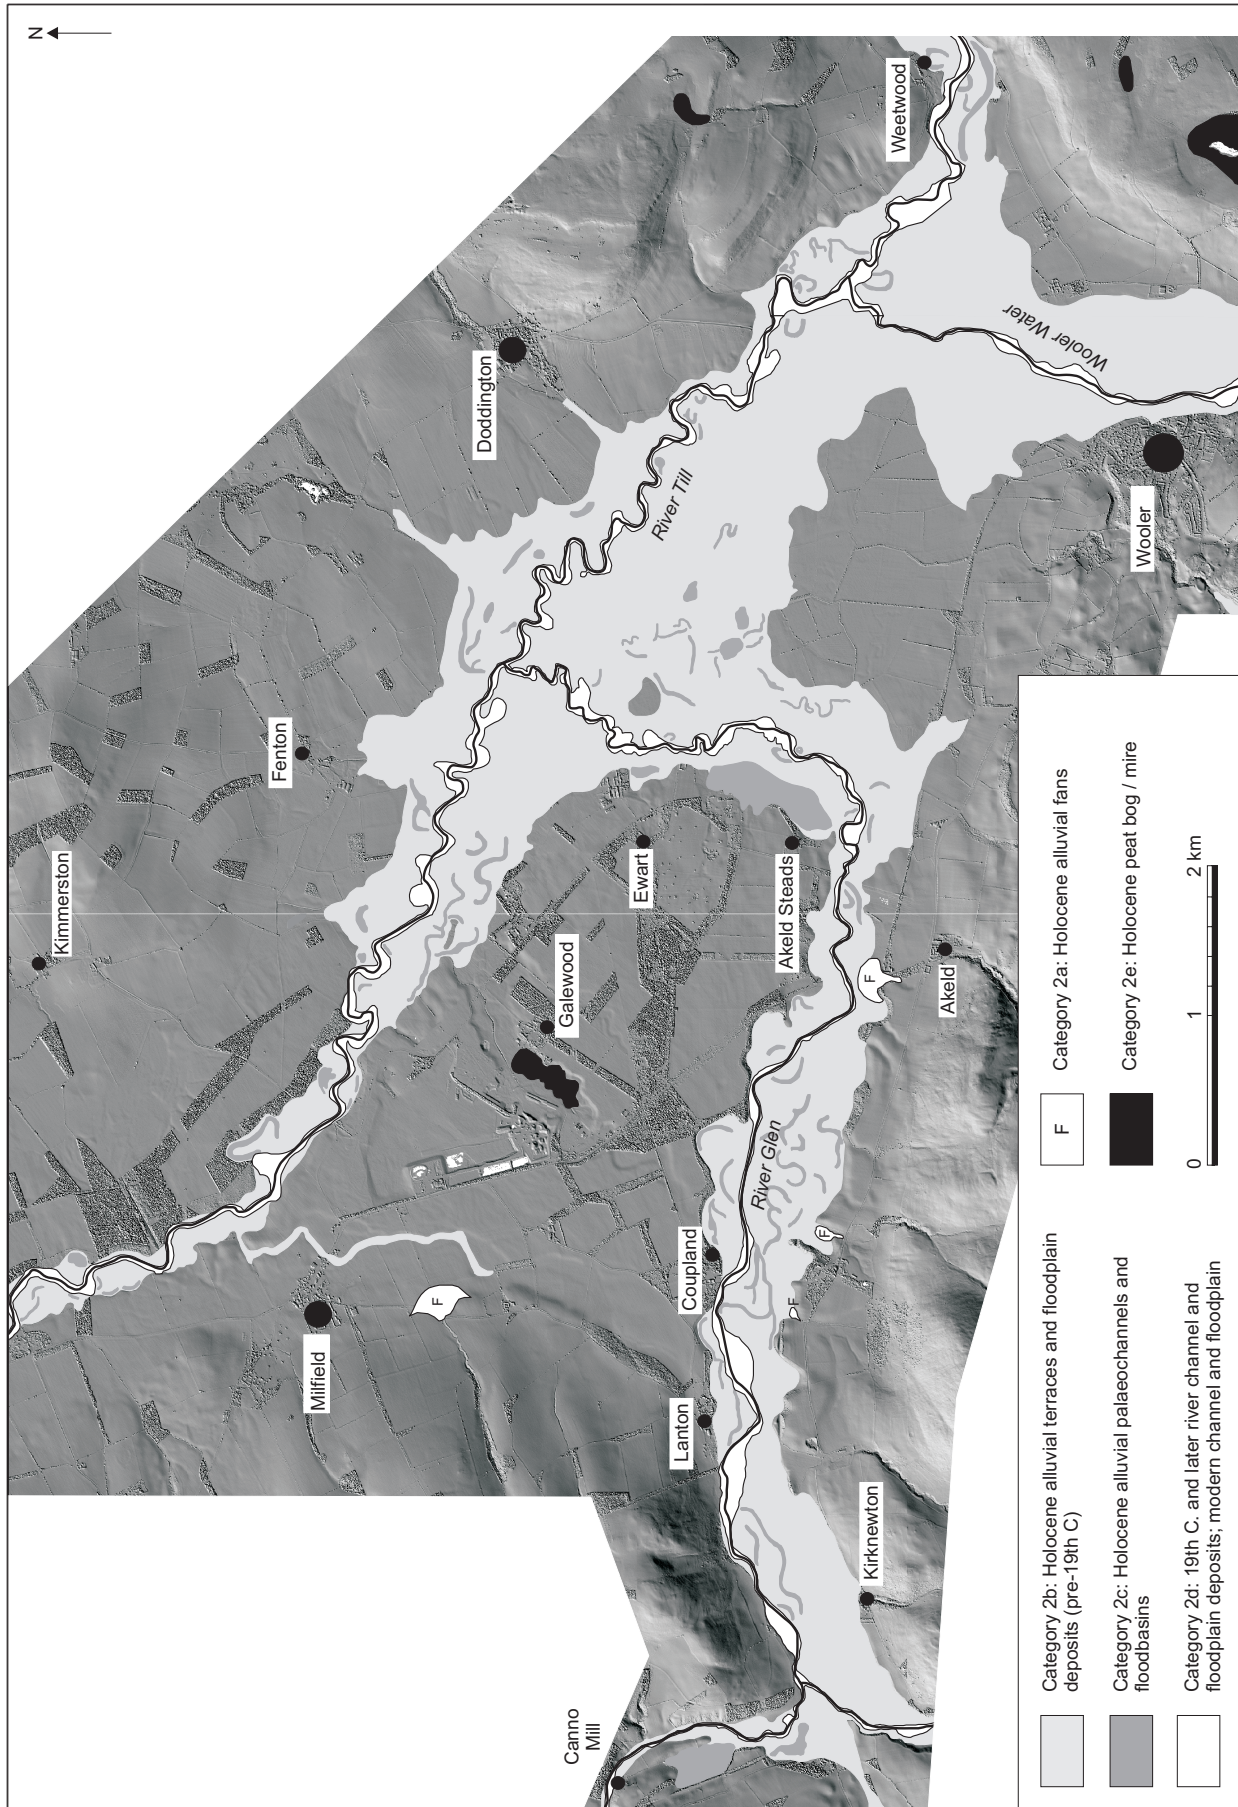 N
Weetwood
Doddington
River Till
Wooler Water
Wooler
Fenton
Kimmerston
Ewart
Akeld Steads
Galewood
Akeld
F
River Glen
Coupland
F
F
F
Milfield
Lanton
Kirknewton
Canno
Mill
Category 2b: Holocene alluvial terraces and floodplain
deposits (pre-19th C)
Category 2c: Holocene alluvial palaeochannels and
floodbasins
Category 2d: 19th C. and later river channel and
floodplain deposits; modern channel and floodplain
F
Category 2a: Holocene alluvial fans
Category 2e: Holocene peat bog / mire
0
1
2 km